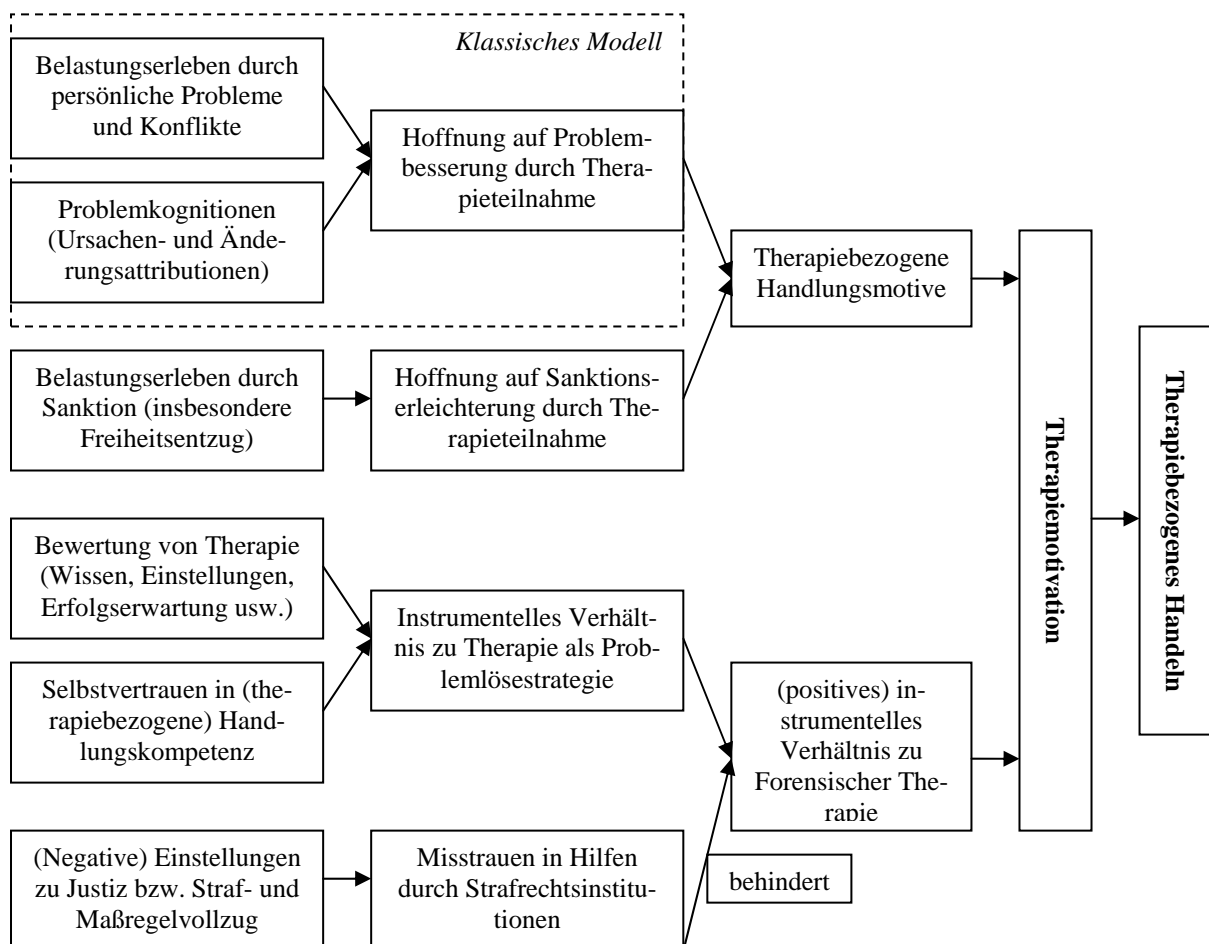 Klassisches Modell
Belastungserleben durch
persönliche Probleme
und Konflikte
Hoffnung auf Problem-
besserung durch Thera-
pieteilnahme
Problemkognitionen
(Ursachen- und Ände-
rungsattributionen)
Therapiebezogene
Handlungsmotive
Belastungserleben durch
Sanktion (insbesondere
Freiheitsentzug)
Hoffnung auf Sanktions-
erleichterung durch The-
rapieteilnahme
Bewertung von Therapie
(Wissen, Einstellungen,
Erfolgserwartung usw.)
Instrumentelles Verhält-
nis zu Therapie als Prob-
lemlösestrategie
Selbstvertrauen in (the-
rapiebezogene) Hand-
lungskompetenz
(positives) in-
strumentelles
Verhältnis zu
Forensischer The-
rapie
(Negative) Einstellungen
zu Justiz bzw. Straf- und
Maßregelvollzug
Misstrauen in Hilfen
durch Strafrechtsinstitu-
tionen
behindert
Therapiemotivation
Therapiebezogenes Handeln